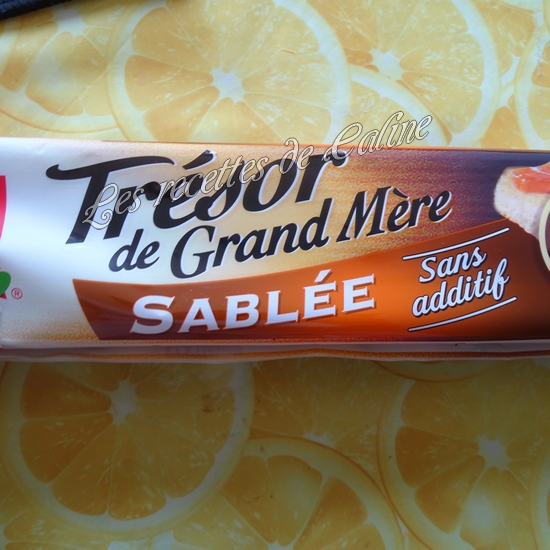 Les recettes de Caline
Trésor
de Grand Mère
SABLÉE
Sans
additif
®